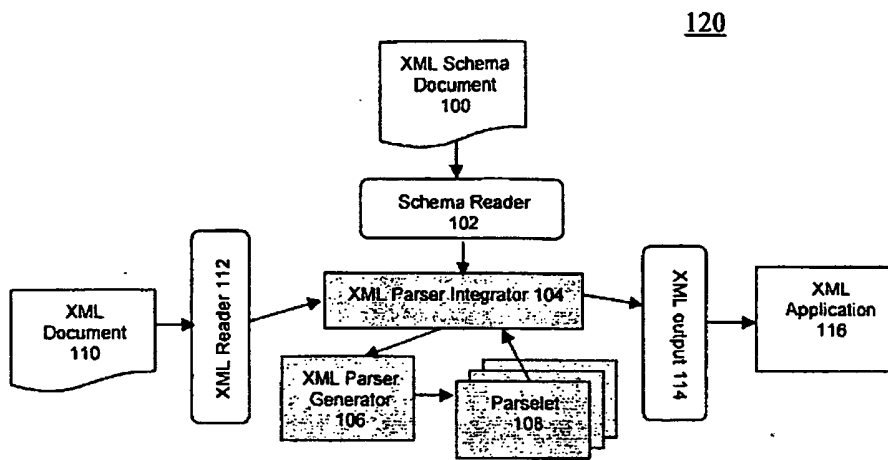 120
XML Schema
Document
100
Schema Reader
102
XML Document
110
XML Reader 112
XML Parser Integrator 104
XML Parser
Generator
106
Parselet
108
XML output 114
XML
Application
116